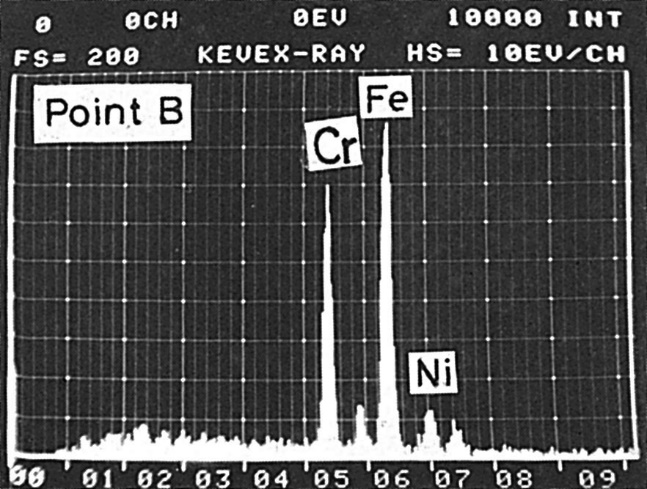 0 0CH 0EV 10000 INT
FS= 200 KEVEX-RAY HS= 10EV/CH
Point B
Fe
Cr
Ni
00 01 02 03 04 05 06 07 08 09